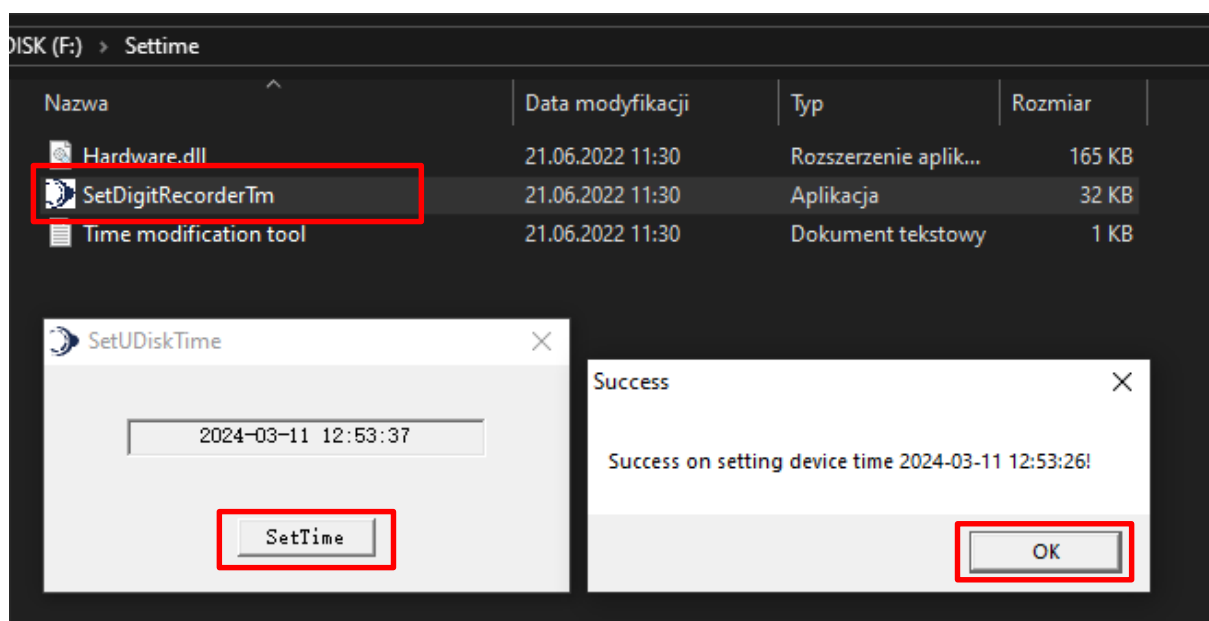 DISK (F:) > Settime
Nazwa Data modyfikacji Typ Rozmiar
Hardware.dll 21.06.2022 11:30 Rozszerzenie aplik... 165 KB
SetDigitRecorderTm 21.06.2022 11:30 Aplikacja 32 KB
Time modification tool 21.06.2022 11:30 Dokument tekstowy 1 KB
SetUDiskTime
2024-03-11 12:53:37
SetTime
Success
Success on setting device time 2024-03-11 12:53:26!
OK